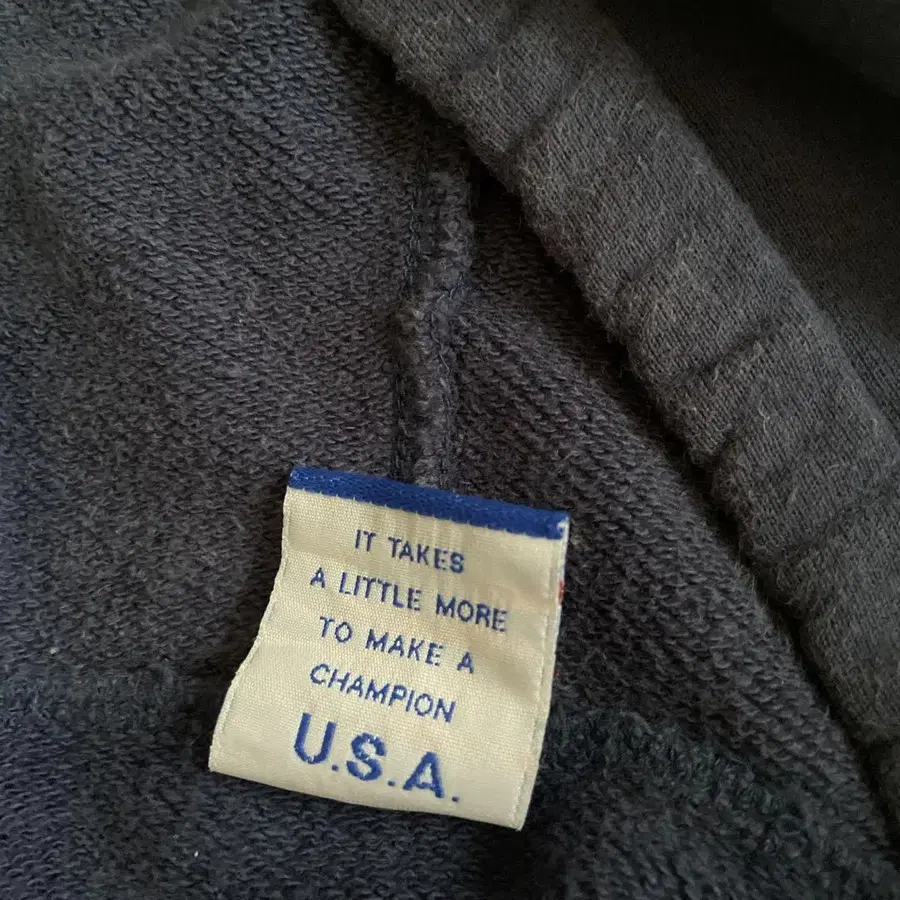 IT TAKES
A LITTLE MORE
TO MAKE A
CHAMPION
U.S.A.